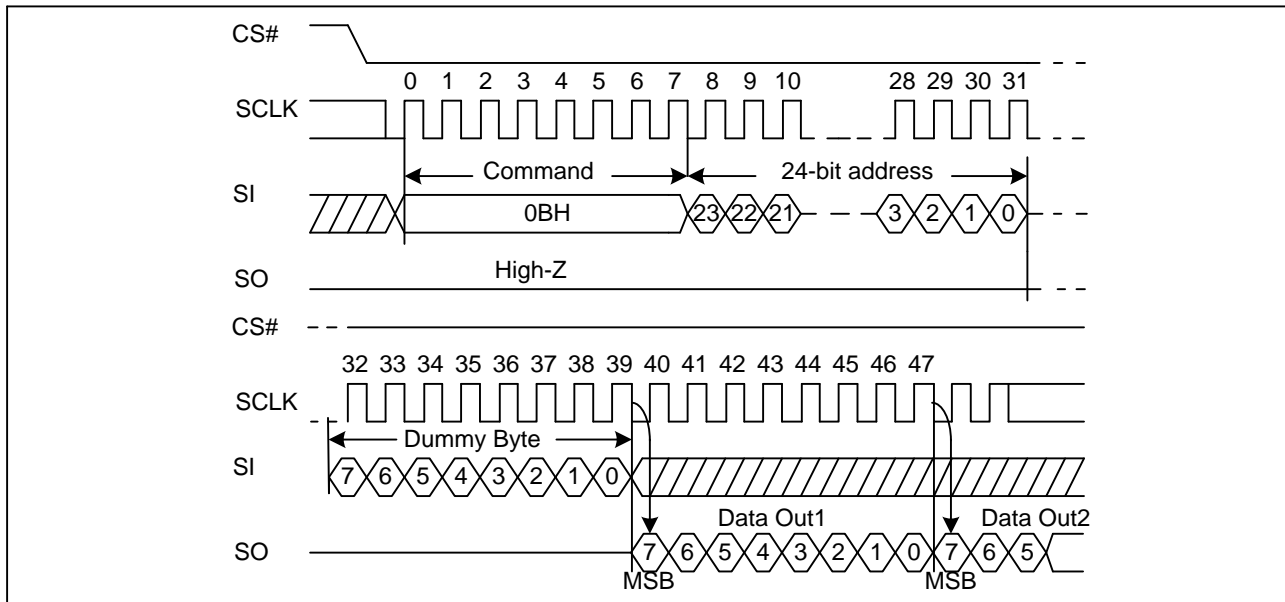 CS#
0 1 2 3 4 5 6 7 8 9 10 28 29 30 31
SCLK
Command 24-bit address
SI
0BH 23 22 21 3 2 1 0
High-Z
SO
CS#
32 33 34 35 36 37 38 39 40 41 42 43 44 45 46 47
SCLK
Dummy Byte
SI
7 6 5 4 3 2 1 0
Data Out1 Data Out2
SO
7 6 5 4 3 2 1 0 7 6 5
MSB MSB